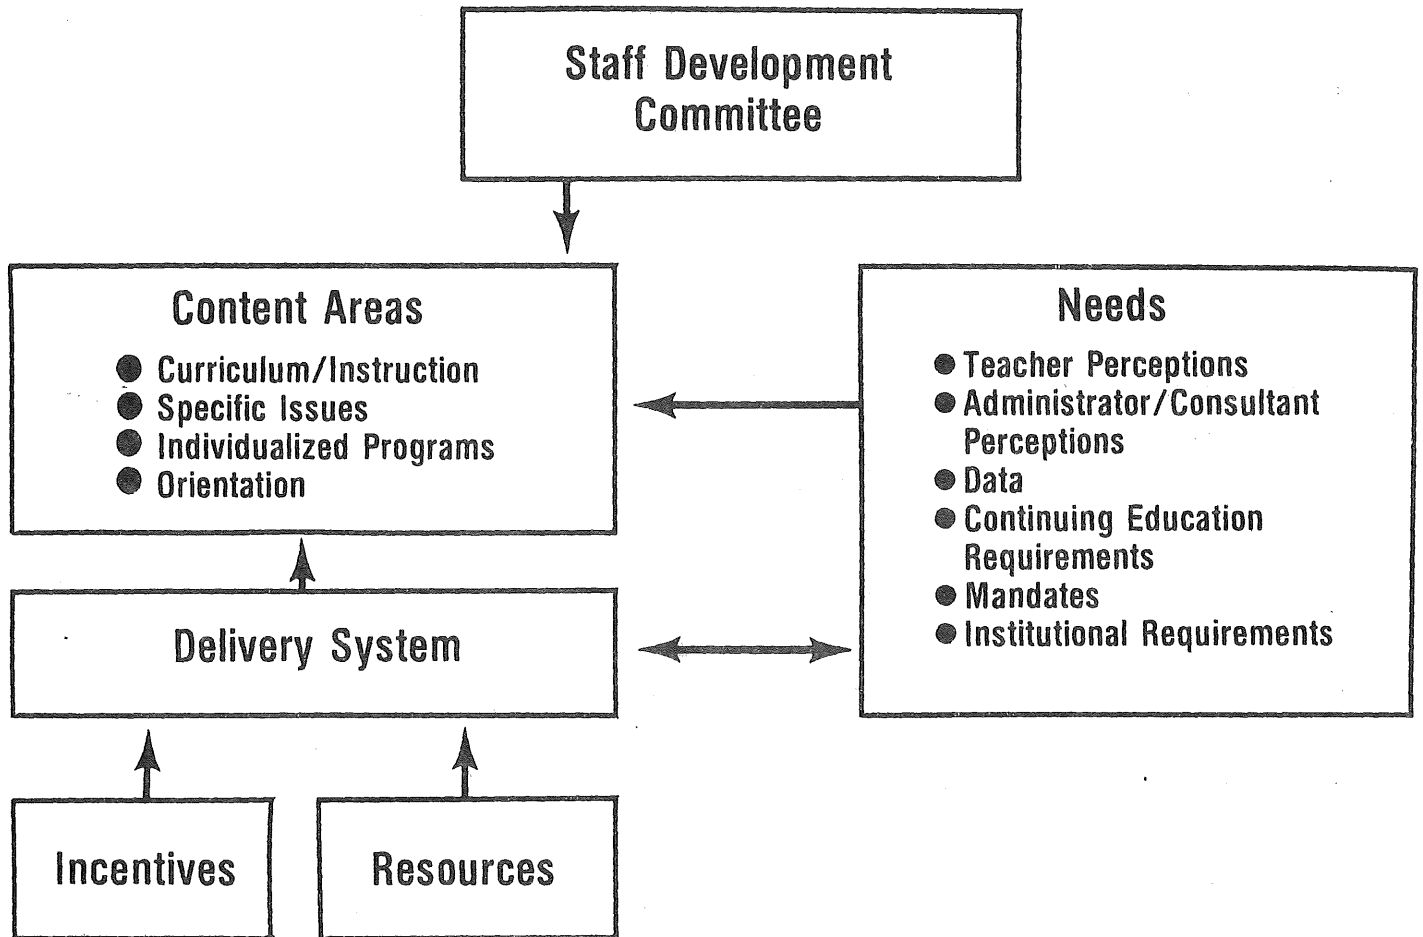 Staff Development
Committee
Content Areas
● Curriculum/Instruction
● Specific Issues
● Individualized Programs
● Orientation
Needs
● Teacher Perceptions
● Administrator/Consultant
Perceptions
● Data
● Continuing Education
Requirements
● Mandates
● Institutional Requirements
Delivery System
Incentives
Resources